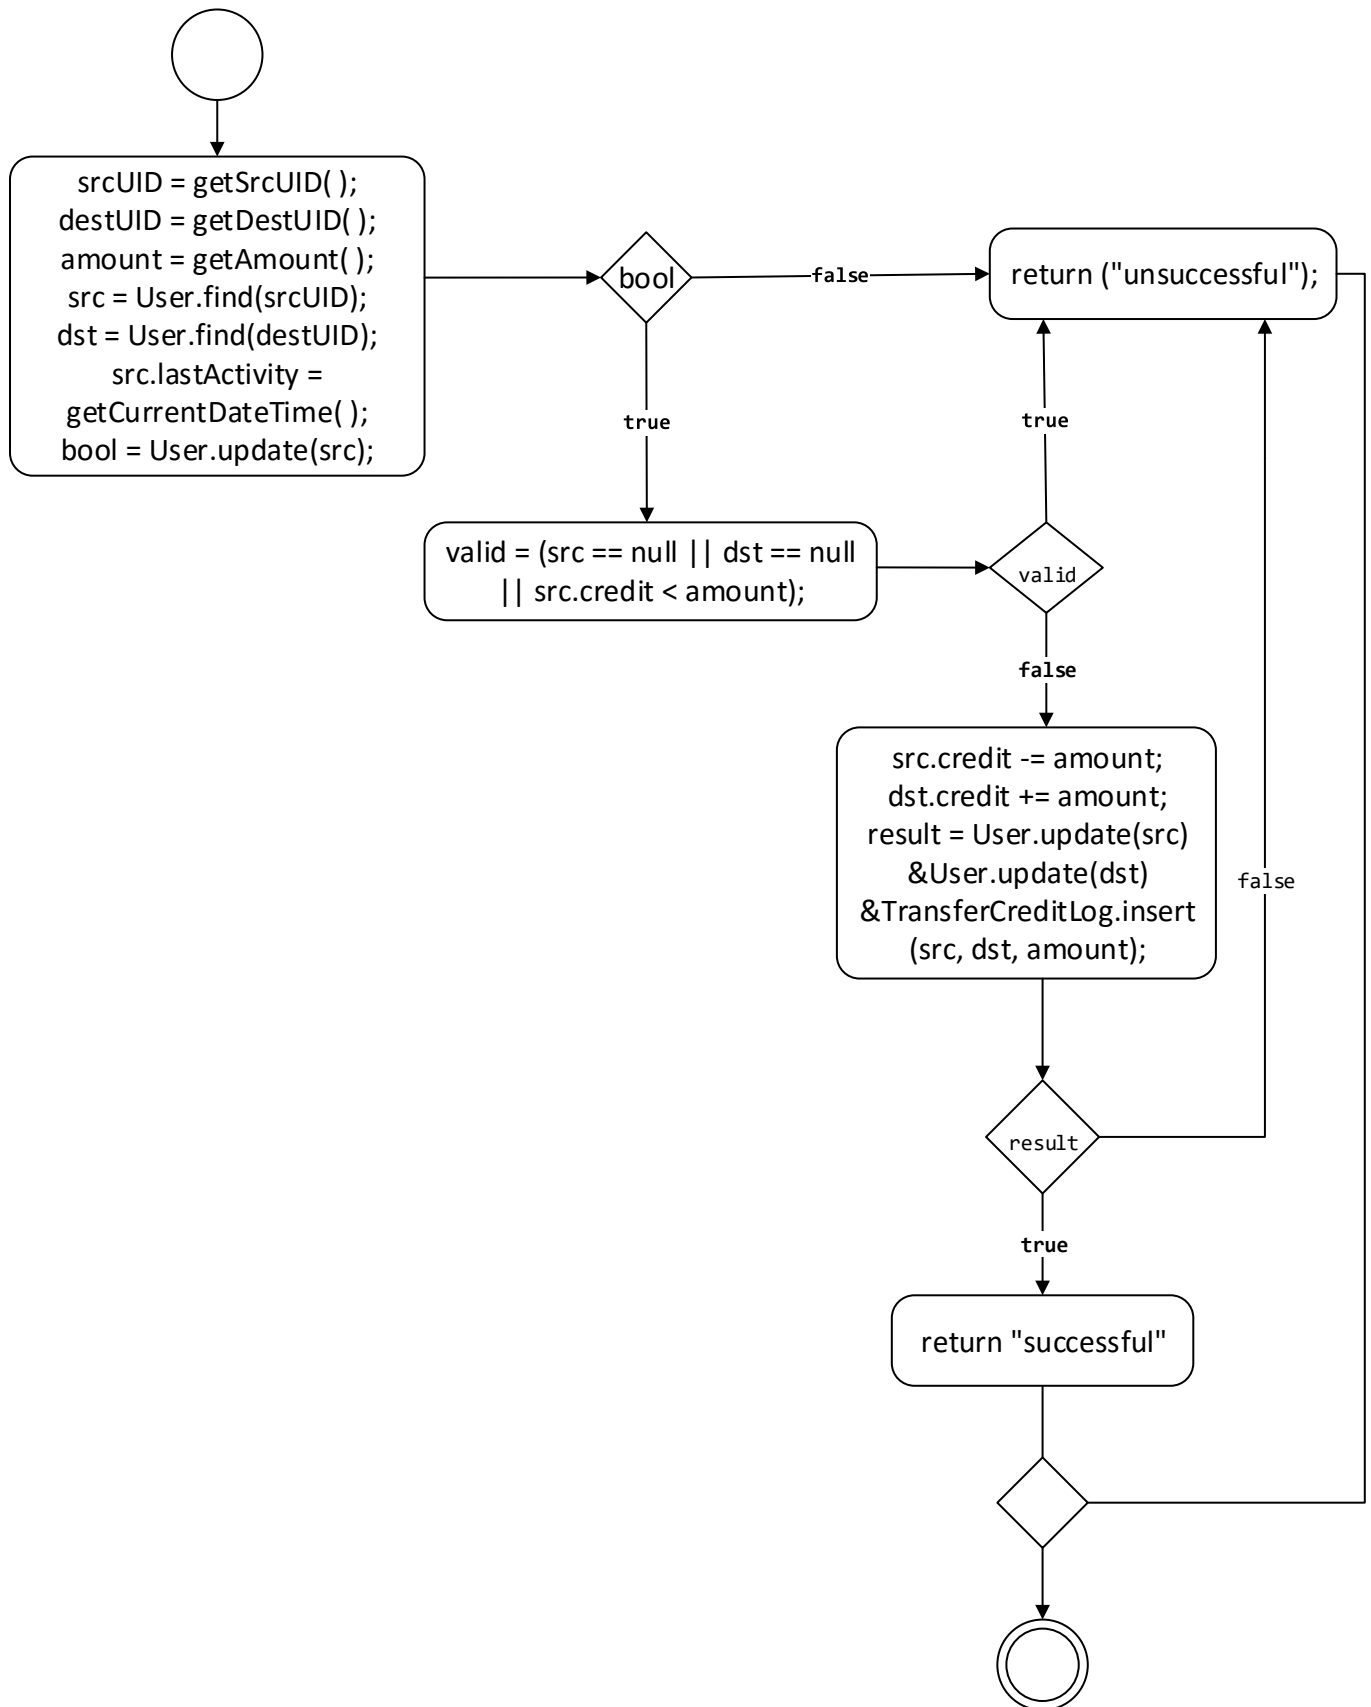 srcUID = getSrcUID( );
destUID = getDestUID( );
amount = getAmount( );
src = User.find(srcUID);
dst = User.find(destUID);
src.lastActivity =
getCurrentDateTime( );
bool = User.update(src);
bool
false
return ("unsuccessful");
true
true
valid = (src == null || dst == null
|| src.credit < amount);
valid
false
src.credit -= amount;
dst.credit += amount;
result = User.update(src)
&User.update(dst)
&TransferCreditLog.insert
(src, dst, amount);
false
result
true
return "successful"